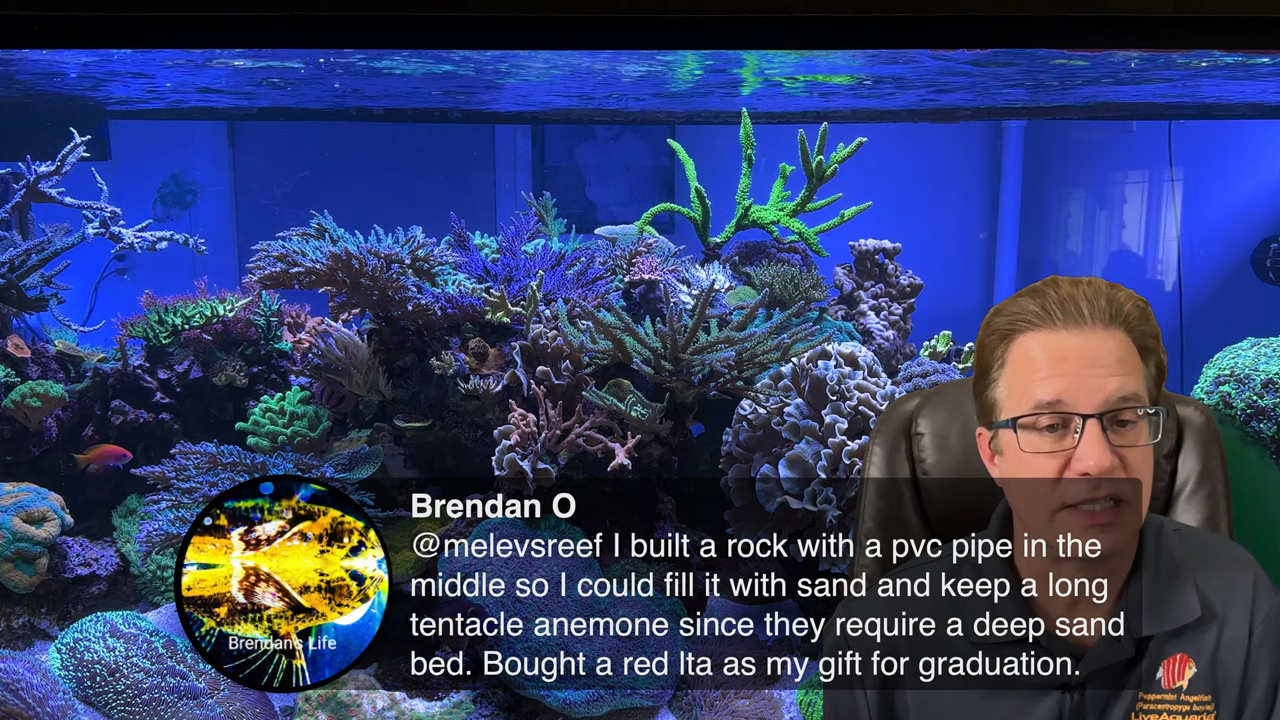 Brendan O
@melevsreef I built a rock with a pvc pipe in the
middle so I could fill it with sand and keep a long
tentacle anemone since they require a deep sand
bed. Bought a red lta as my gift for graduation.
Brendan's Life
Peppermint Angelfish
(Paracentropyge boylei)
LiveAquaria